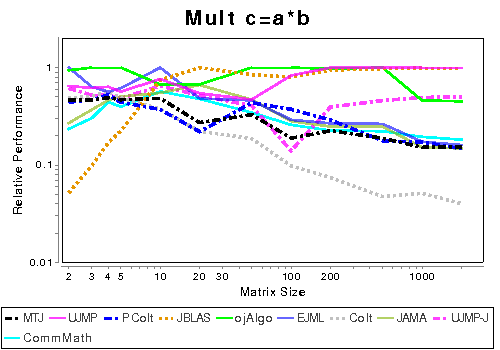 Mult c=a*b
Relative Performance
1
0.1
0.01
2 3 4 5 10 20 30 100 200 1000
Matrix Size
MTJ UJMP PColt JBLAS ojAlgo EJML Colt JAMA UJMP-J
CommMath